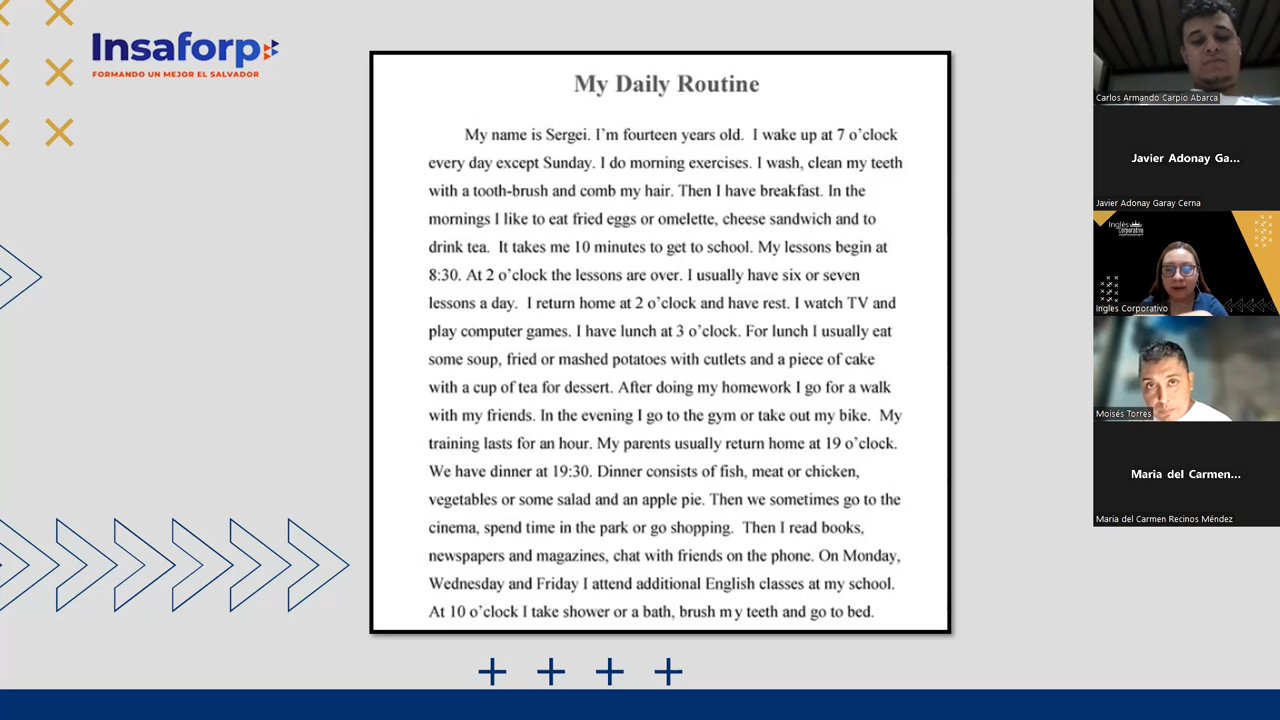 Insaforp
FORMANDO UN MEJOR EL SALVADOR
My Daily Routine
My name is Sergei. I'm fourteen years old. I wake up at 7 o'clock
every day except Sunday. I do morning exercises. I wash, clean my teeth
with a tooth-brush and comb my hair. Then I have breakfast. In the
mornings I like to eat fried eggs or omelette, cheese sandwich and to
drink tea. It takes me 10 minutes to get to school. My lessons begin at
8:30. At 2 o'clock the lessons are over. I usually have six or seven
lessons a day. I return home at 2 o'clock and have rest. I watch TV and
play computer games. I have lunch at 3 o'clock. For lunch I usually eat
some soup, fried or mashed potatoes with cutlets and a piece of cake
with a cup of tea for dessert. After doing my homework I go for a walk
with my friends. In the evening I go to the gym or take out my bike. My
training lasts for an hour. My parents usually return home at 19 o'clock.
We have dinner at 19:30. Dinner consists of fish, meat or chicken,
vegetables or some salad and an apple pie. Then we sometimes go to the
cinema, spend time in the park or go shopping. Then I read books,
newspapers and magazines, chat with friends on the phone. On Monday,
Wednesday and Friday I attend additional English classes at my school.
At 10 o'clock I take shower or a bath, brush my teeth and go to bed.
Carlos Armando Carpio Abarca
Javier Adonay Ga...
Javier Adonay Garay Cerna
Inglés
Corporativo
Ingles Corporativo
Moisés Torres
Maria del Carmen...
Maria del Carmen Recinos Méndez